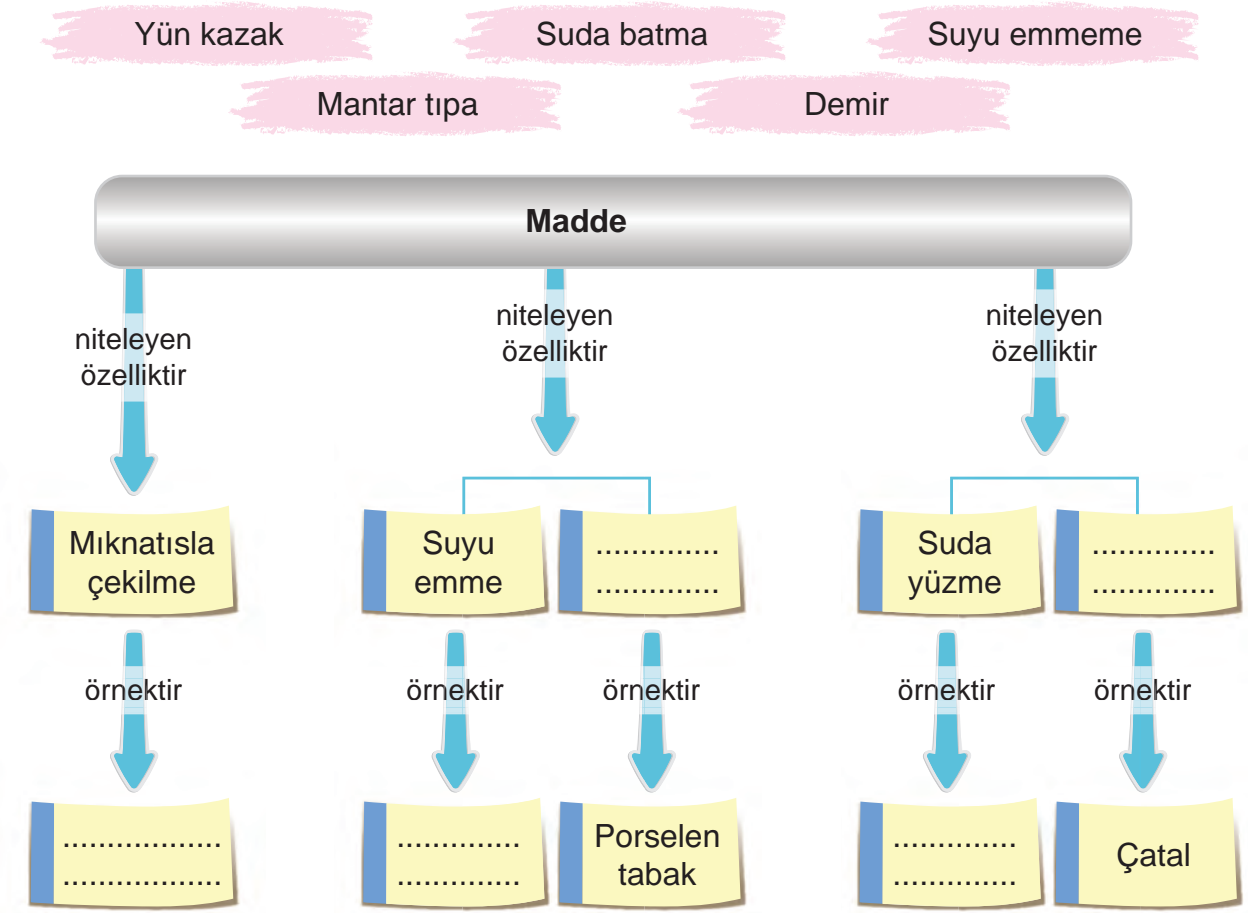 Yün kazak
Suda batma
Suyu emmeme
Mantar tıpa
Demir
Madde
niteleyen
özelliktir
niteleyen
özelliktir
niteleyen
özelliktir
Mıknatısla
çekilme
Suyu
emme
..............
..............
Suda
yüzme
..............
..............
örnektir
örnektir
örnektir
örnektir
örnektir
..................
..................
..............
..............
Porselen
tabak
..............
..............
Çatal